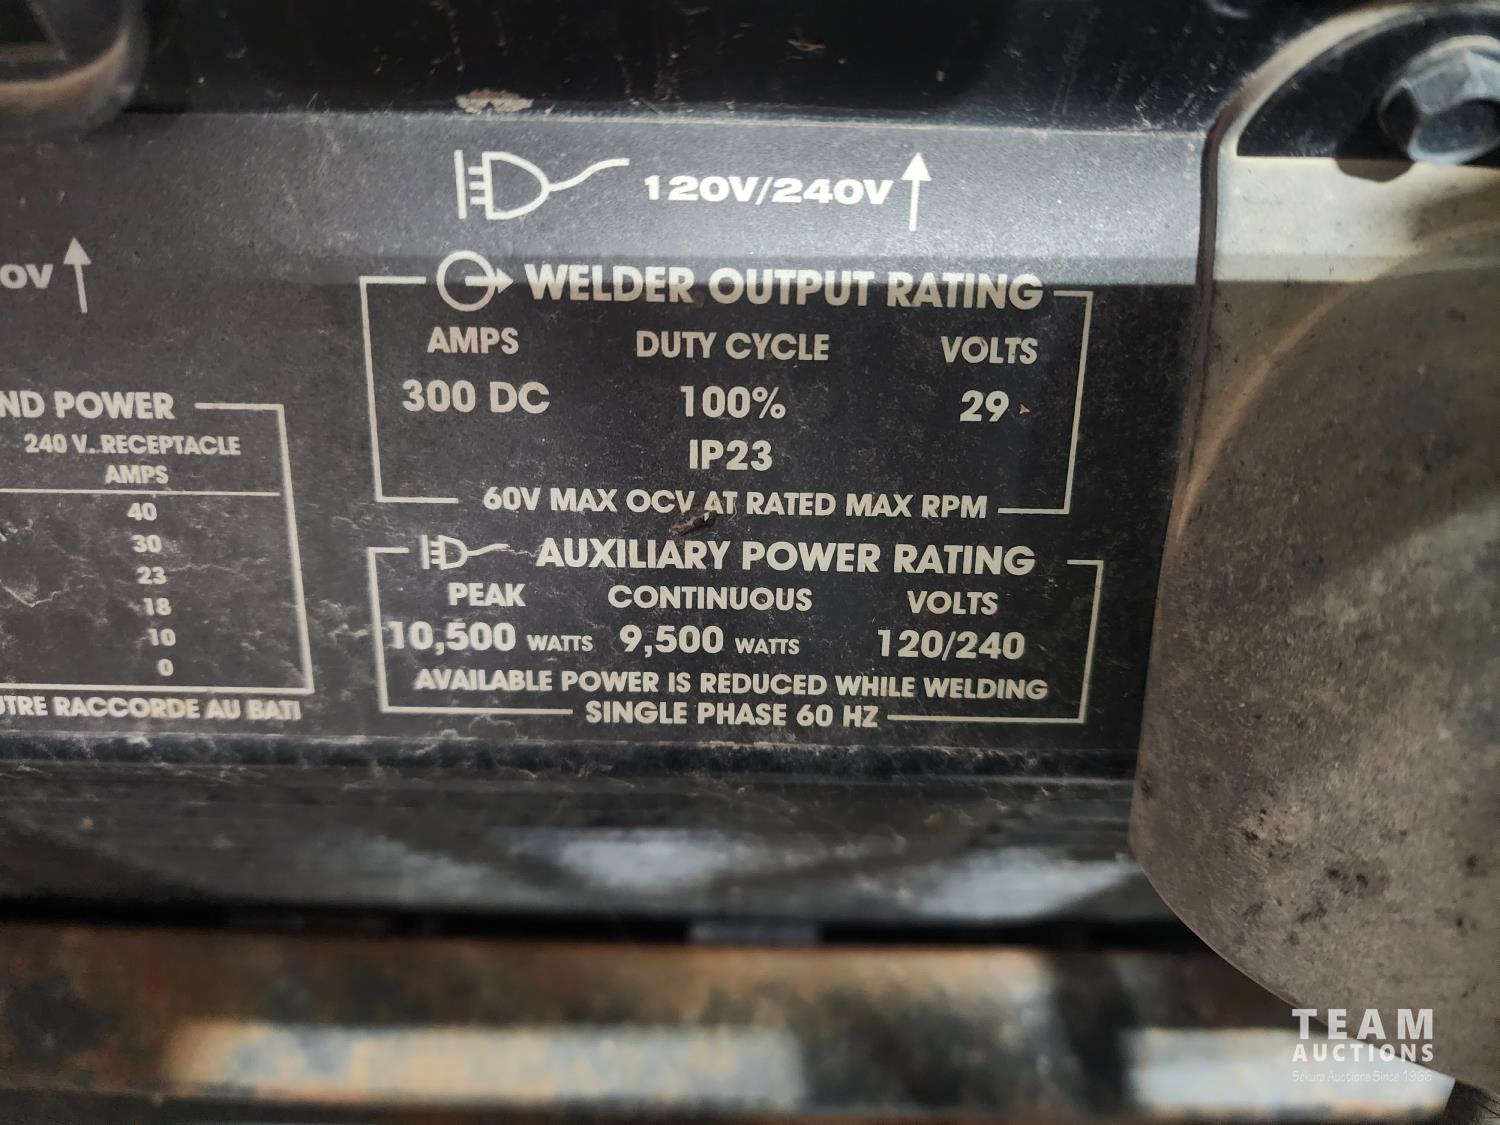 120V/240V
0V
WELDER OUTPUT RATING
AMPS DUTY CYCLE VOLTS
300 DC 100% 29
IP23
60V MAX OCV AT RATED MAX RPM
ND POWER
240 V. RECEPTACLE
AMPS
40
30
23
18
10
0
UTRE RACCORDE AU BATI
AUXILIARY POWER RATING
PEAK CONTINUOUS VOLTS
10,500 WATTS 9,500 WATTS 120/240
AVAILABLE POWER IS REDUCED WHILE WELDING
SINGLE PHASE 60 HZ
TEAM
AUCTIONS
Sekura Auctions Since 1966